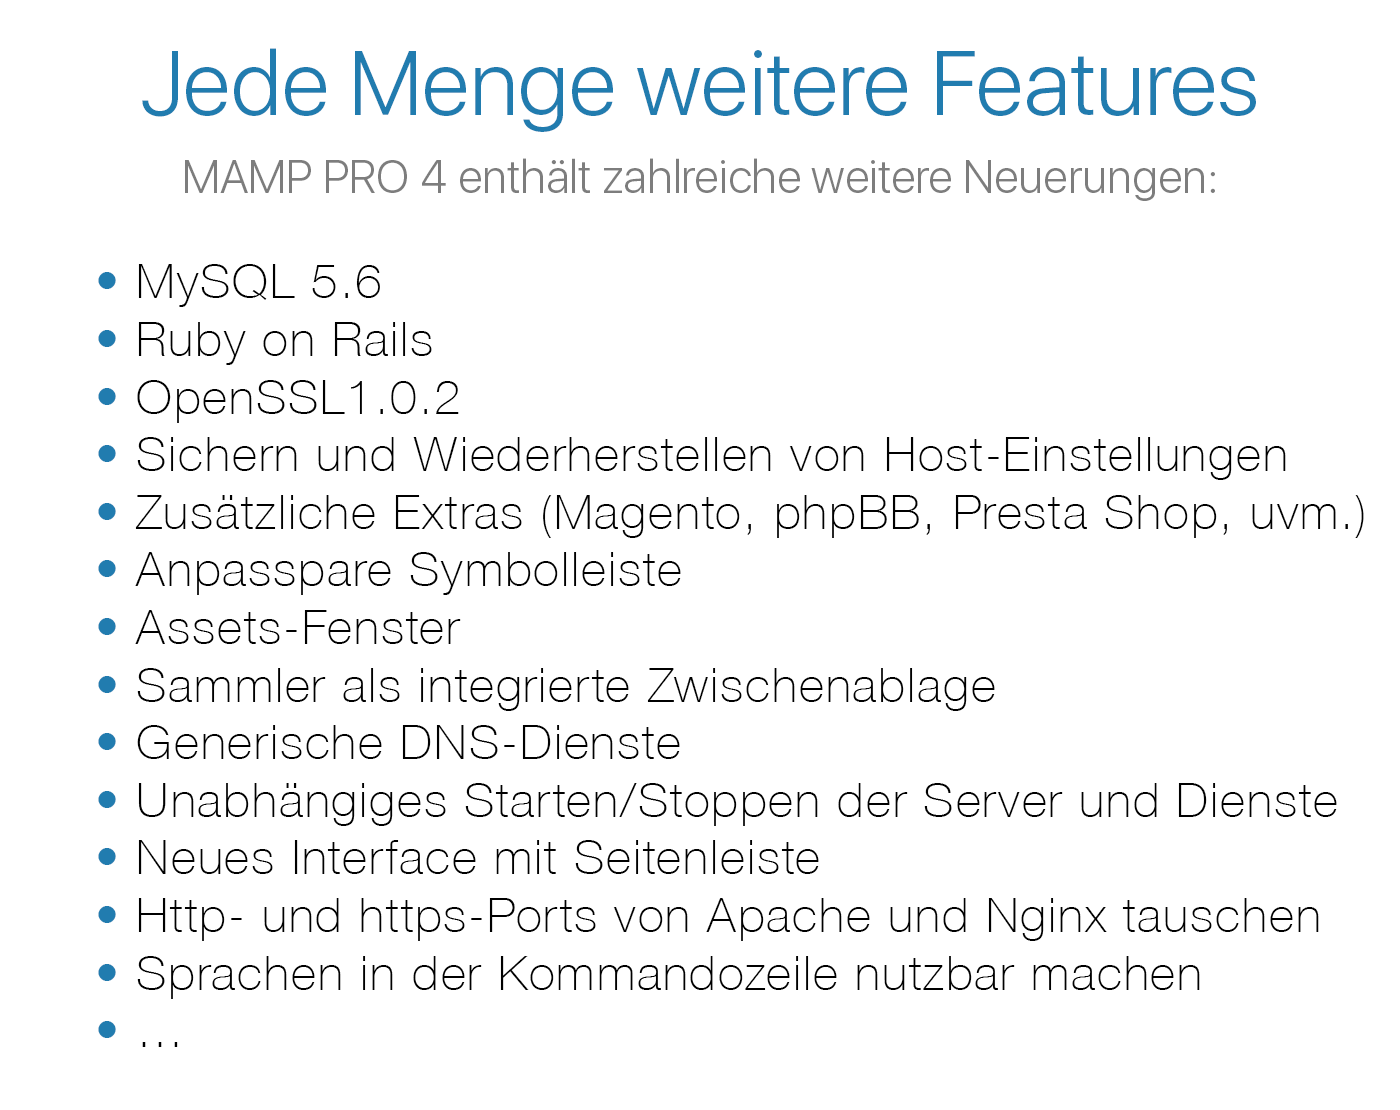 Jede Menge weitere Features
MAMP PRO 4 enthält zahlreiche weitere Neuerungen:
• MySQL 5.6
• Ruby on Rails
• OpenSSL1.0.2
• Sichern und Wiederherstellen von Host-Einstellungen
• Zusätzliche Extras (Magento, phpBB, Presta Shop, uvm.)
• Anpasspare Symbolleiste
• Assets-Fenster
• Sammler als integrierte Zwischenablage
• Generische DNS-Dienste
• Unabhängiges Starten/Stoppen der Server und Dienste
• Neues Interface mit Seitenleiste
• Http- und https-Ports von Apache und Nginx tauschen
• Sprachen in der Kommandozeile nutzbar machen
• ...